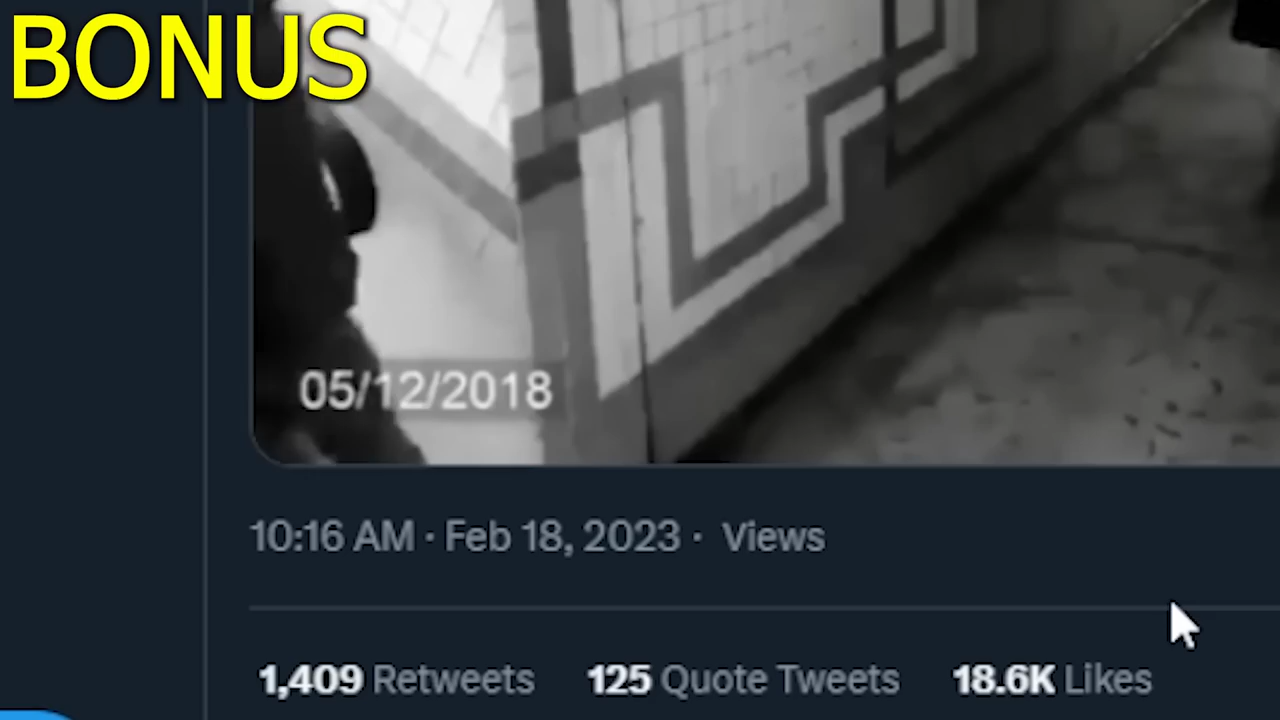 BONUS
05/12/2018
10:16 AM · Feb 18, 2023 · Views
1,409 Retweets 125 Quote Tweets 18.6K Likes